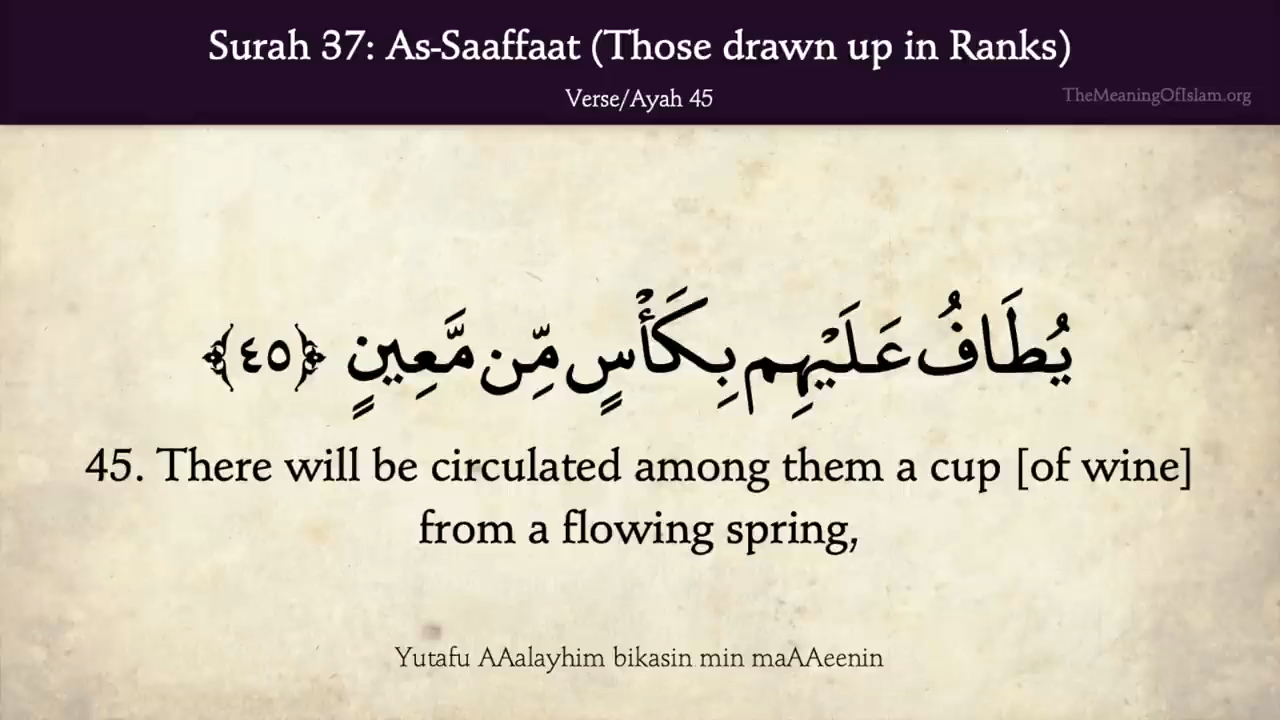 Surah 37: As-Saaffaat (Those drawn up in Ranks)
Verse/Ayah 45
TheMeaningOfIslam.org
يُطَافُ عَلَيْهِم بِكَأْسٍ مِّن مَّعِينٍ ﴿٤٥﴾
45. There will be circulated among them a cup [of wine]
from a flowing spring,
Yutafu AAalayhim bikasin min maAAeenin